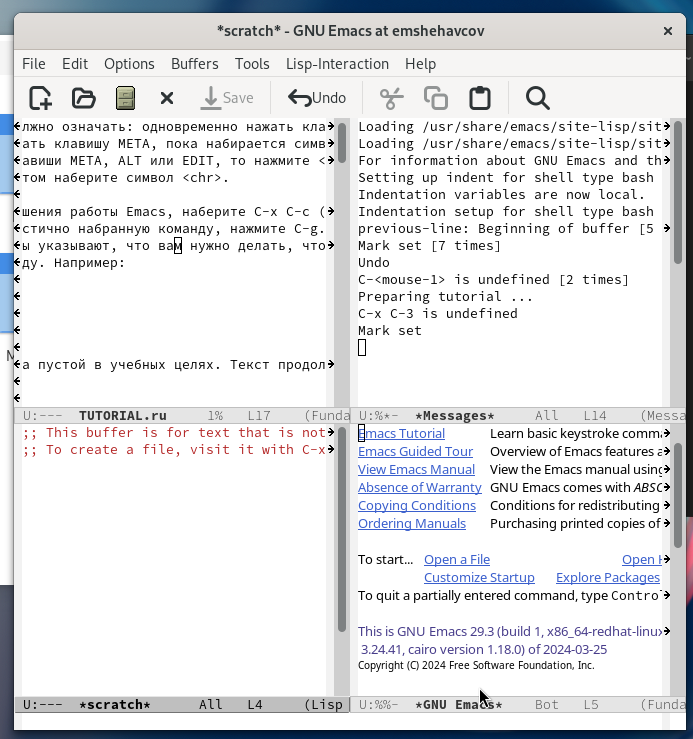 *scratch* - GNU Emacs at emshehavcov
File Edit Options Buffers Tools Lisp-Interaction Help
Save Undo
лжно означать: одновременно нажать кла
ать клавишу META, пока набирается симв
авиши META, ALT или EDIT, то нажмите <
том наберите символ <chr>.
шения работы Emacs, наберите C-x C-c (
стично набранную команду, нажмите C-g.
ы указывают, что вам нужно делать, что
ду. Например:
а пустой в учебных целях. Текст продол
U:--- TUTORIAL.ru 1% L17 (Funda
Loading /usr/share/emacs/site-lisp/sit
Loading /usr/share/emacs/site-lisp/sit
For information about GNU Emacs and th
Setting up indent for shell type bash
Indentation variables are now local.
Indentation setup for shell type bash
previous-line: Beginning of buffer [5
Mark set [7 times]
Undo
C-<mouse-1> is undefined [2 times]
Preparing tutorial ...
C-x C-3 is undefined
Mark set
U:%*- *Messages* All L14 (Messa
;; This buffer is for text that is not
;; To create a file, visit it with C-x
U:--- *scratch* All L4 (Lisp
Emacs Tutorial Learn basic keystroke comm
Emacs Guided Tour Overview of Emacs features a
View Emacs Manual View the Emacs manual using
Absence of Warranty GNU Emacs comes with ABSO
Copying Conditions Conditions for redistributing
Ordering Manuals Purchasing printed copies of
To start... Open a File Open H
Customize Startup Explore Packages
To quit a partially entered command, type Contro
This is GNU Emacs 29.3 (build 1, x86_64-redhat-linux
3.24.41, cairo version 1.18.0) of 2024-03-25
Copyright (C) 2024 Free Software Foundation, Inc.
U:%%- *GNU Emacs* Bot L5 (Funda